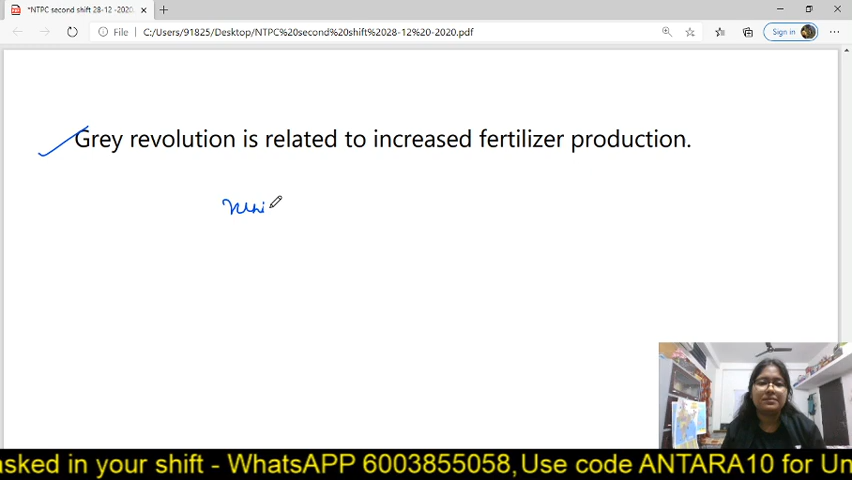 *NTPC second shift 28-12 -2020.
File
C:/Users/91825/Desktop/NTPC%20second%20shift%2028-12%20-2020.pdf
Sign in
Grey revolution is related to increased fertilizer production.
Whi
asked in your shift - WhatsAPP 6003855058, Use code ANTARA10 for Un